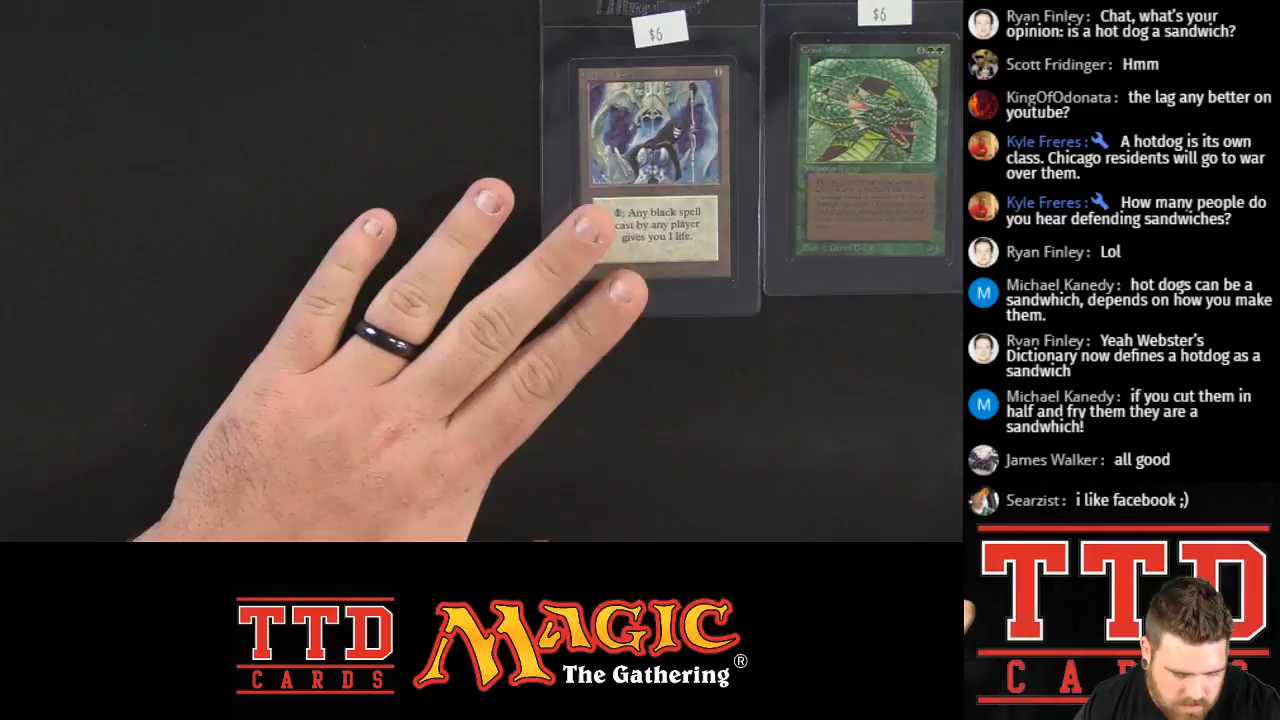 $6
$6
1
4
1: Any black spell
cast by any player
gives you 1 life.
Ryan Finley: Chat, what's your
opinion: is a hot dog a sandwich?
Scott Fridinger: Hmm
KingOfOdonata: the lag any better on
youtube?
Kyle Freres: A hotdog is its own
class. Chicago residents will go to war
over them.
Kyle Freres: How many people do
you hear defending sandwiches?
Ryan Finley: Lol
M Michael Kanedy: hot dogs can be a
sandwhich, depends on how you make
them.
Ryan Finley: Yeah Webster's
Dictionary now defines a hotdog as a
sandwich
M Michael Kanedy: if you cut them in
half and fry them they are a
sandwhich!
James Walker: all good
Searzist: i like facebook ;)
TTD
CARDS
MAGIC
The Gathering®
TTD
CA